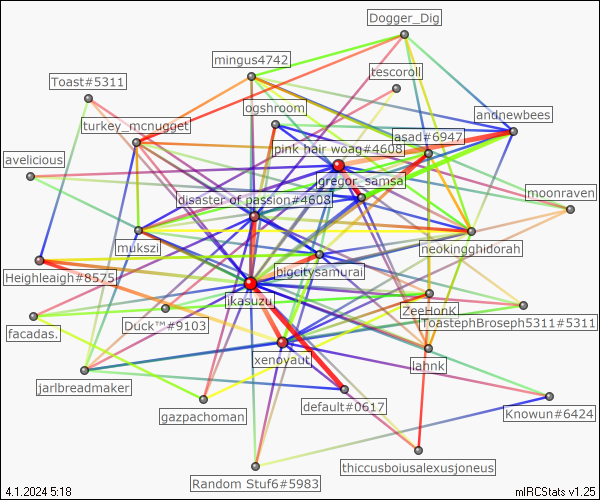 Dogger_Dig
mingus4742
tescoroll
Toast#5311
ogshroom
andnewbees
turkey_mcnugget
asad#6947
pink hair woag#4608
avelicious
gregor_samsa
moonraven
disaster of passion#4608
mukszi
neokingghidorah
bigcitysamurai
Heighleaigh#8575
ikasuzu
ZeeHonK
ToastephBroseph5311#5311
facadas.
Duck™#9103
xenoyaut
lahnk
jarlbreadmaker
default#0617
gazpachoman
Knowun#6424
thiccusboiusalexusjoneus
Random Stuf6#5983
4.1.2024 5:18
mIRCStats v1.25